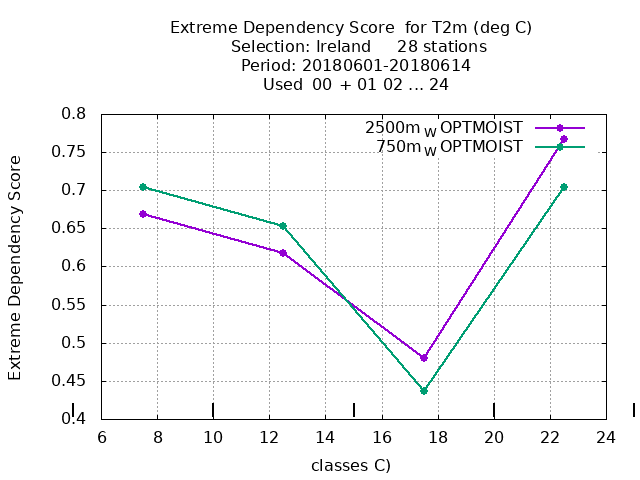 Extreme Dependency Score for T2m (deg C)
Selection: Ireland 28 stations
Period: 20180601-20180614
Used 00 + 01 02 ... 24
2500m W OPTMOIST
750m W OPTMOIST
Extreme Dependency Score
0.8
0.75
0.7
0.65
0.6
0.55
0.5
0.45
0.4
6 8 10 12 14 16 18 20 22 24
classes C)